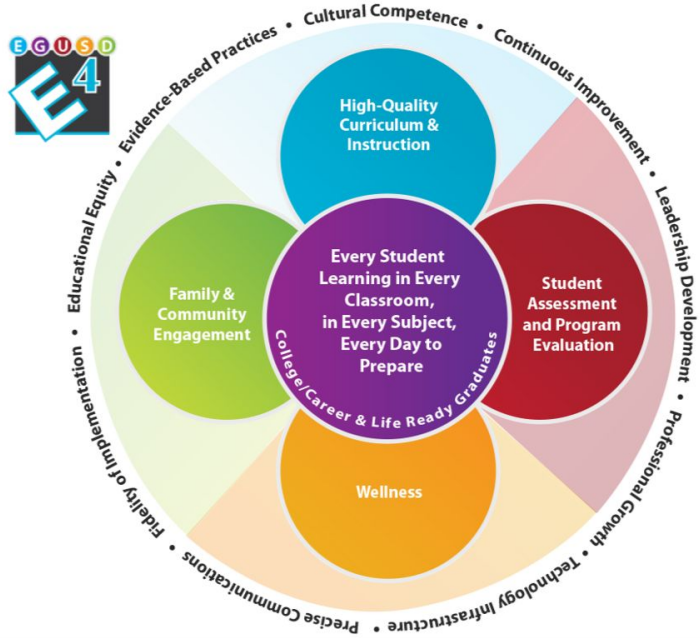 EGUSD
E4
Cultural Competence • Continuous Improvement • Leadership Development • Professional Growth • Technology Infrastructure • Precise Communications • Fidelity of Implementation • Educational Equity • Evidence-Based Practices •
High-Quality
Curriculum &
Instruction
Family &
Community
Engagement
Every Student
Learning in Every
Classroom,
in Every Subject,
Every Day to
Prepare
College/Career & Life Ready Graduates
Student
Assessment
and Program
Evaluation
Wellness